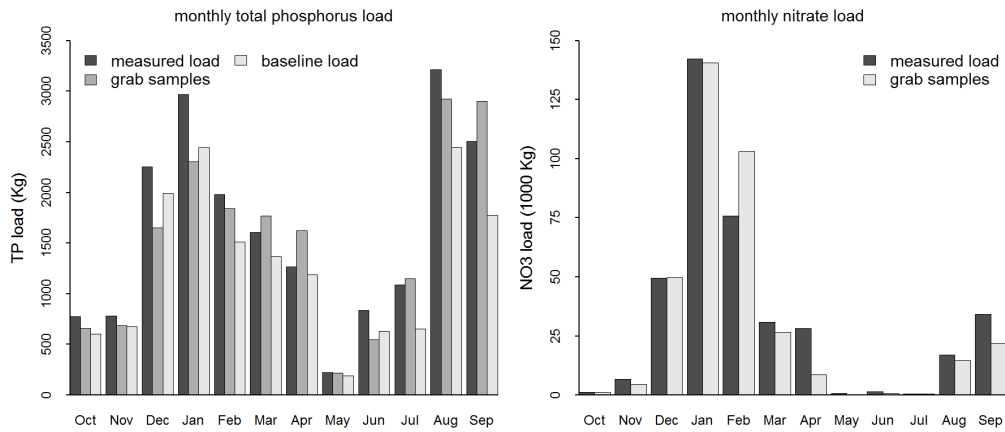 monthly total phosphorus load
TP load (Kg)
3500
3000
2500
2000
1500
1000
500
0
measured load
baseline load
grab samples
Oct Nov Dec Jan Feb Mar Apr May Jun Jul Aug Sep
monthly nitrate load
NO3 load (1000 Kg)
150
125
100
75
50
25
0
measured load
grab samples
Oct Nov Dec Jan Feb Mar Apr May Jun Jul Aug Sep